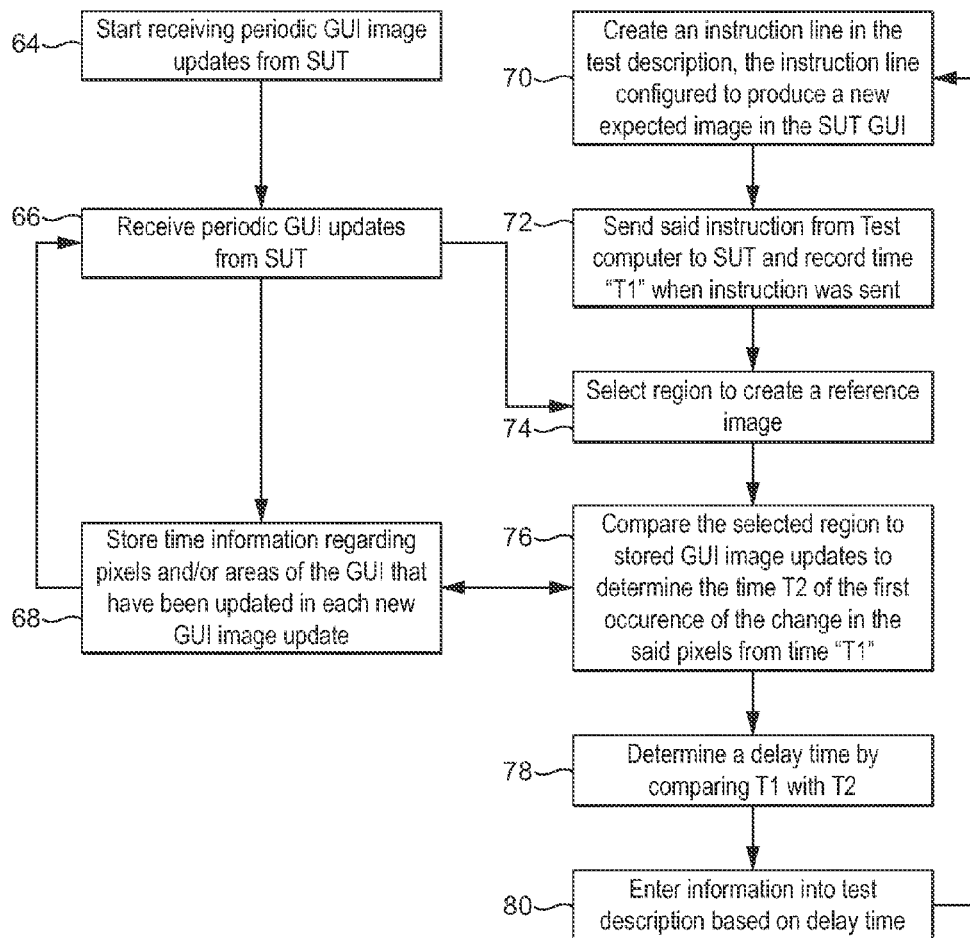 64
Start receiving periodic GUI image
updates from SUT
66
Receive periodic GUI updates
from SUT
Store time information regarding
pixels and/or areas of the GUI that
have been updated in each new
GUI image update
68
70
Create an instruction line in the
test description, the instruction line
configured to produce a new
expected image in the SUT GUI
72
Send said instruction from Test
computer to SUT and record time
“T1” when instruction was sent
Select region to create a reference
image
74
76
Compare the selected region to
stored GUI image updates to
determine the time T2 of the first
occurence of the change in the
said pixels from time “T1”
78
Determine a delay time by
comparing T1 with T2
80
Enter information into test
description based on delay time